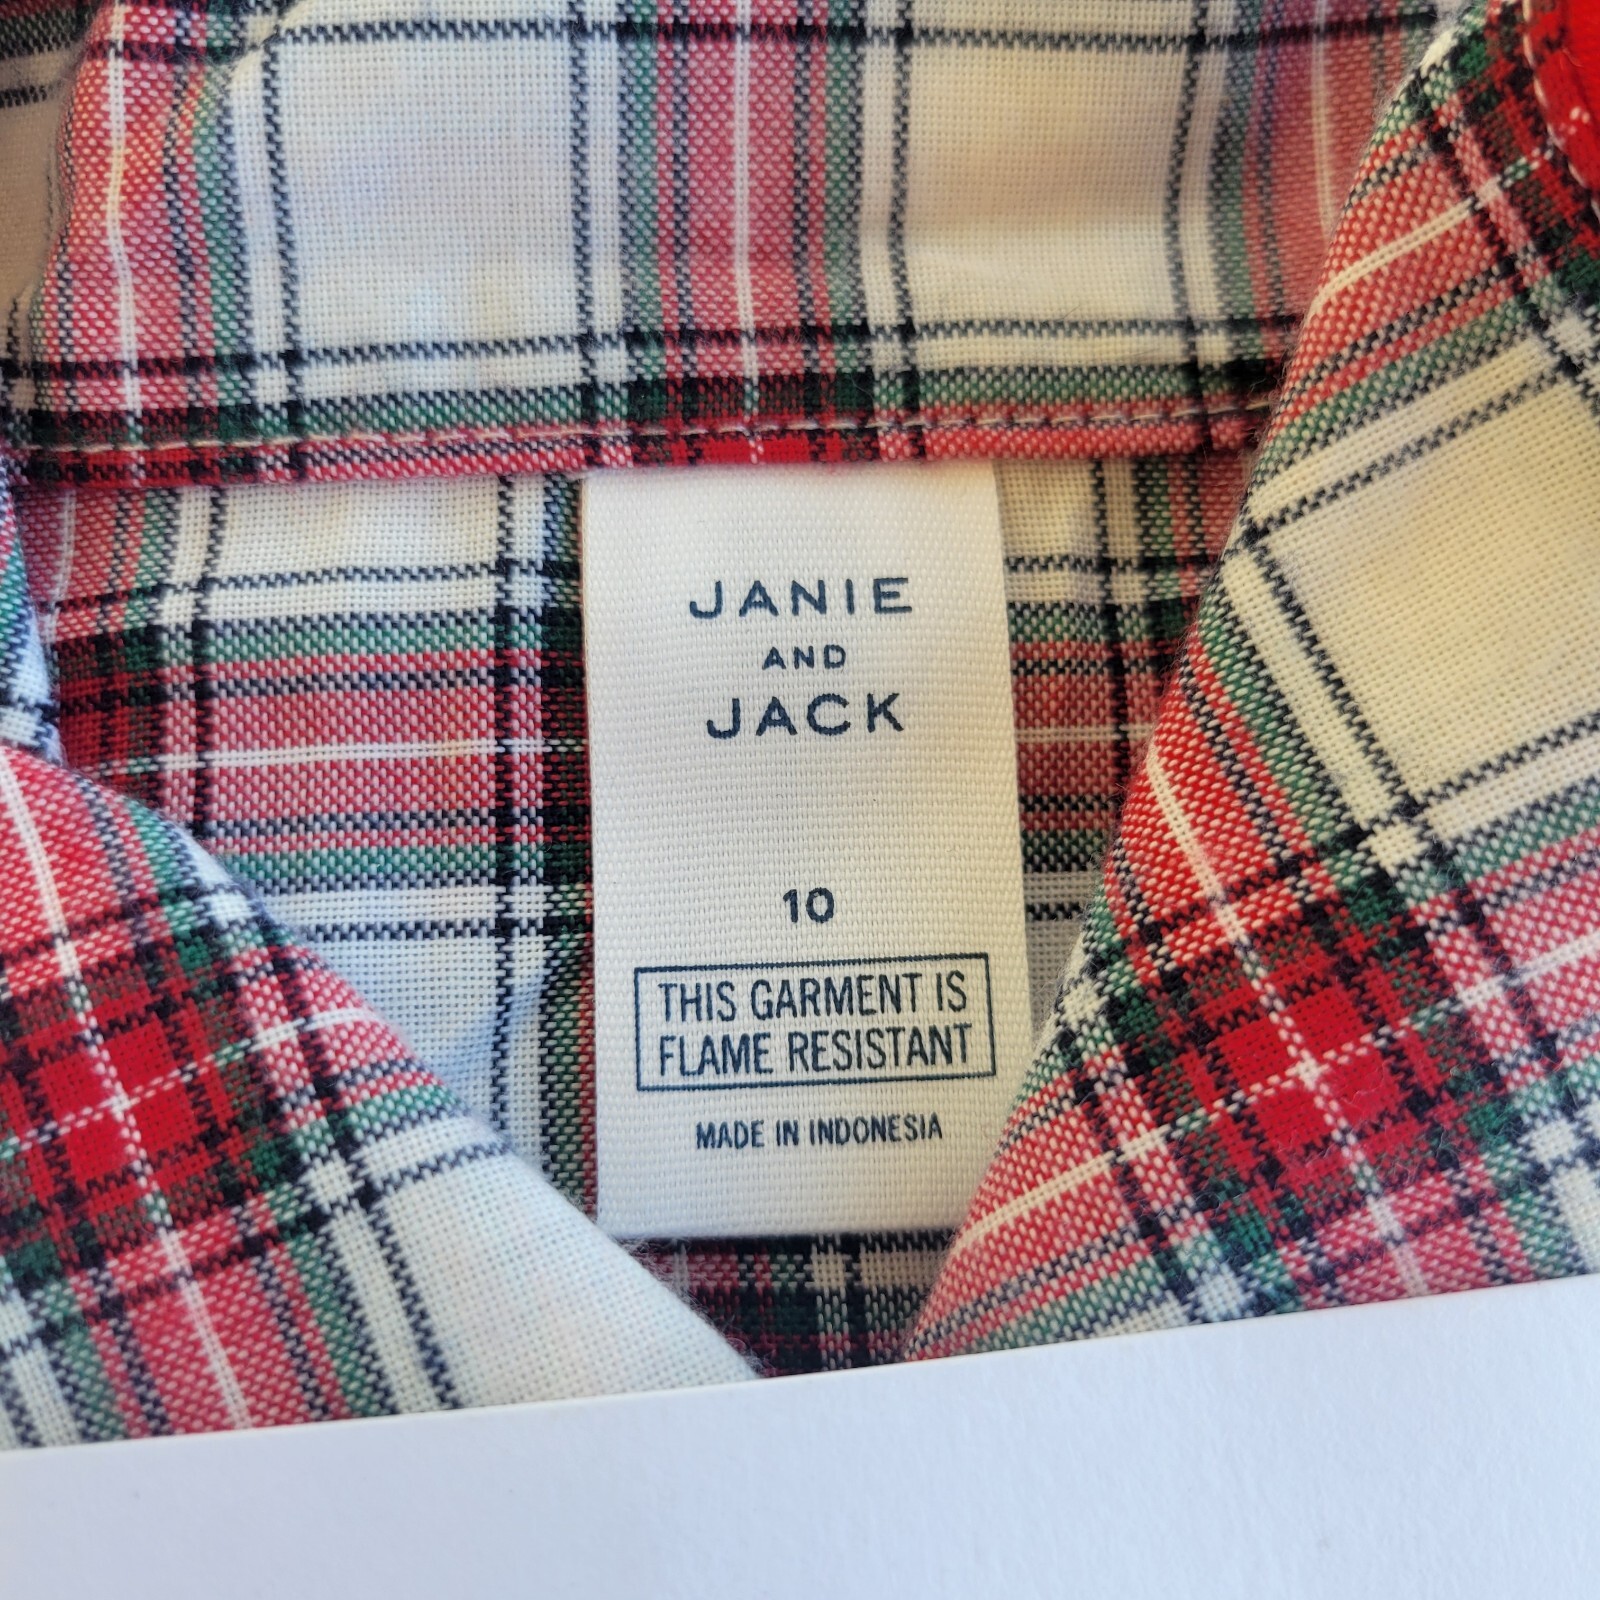 JANIE
AND
JACK
10
THIS GARMENT IS
FLAME RESISTANT
MADE IN INDONESIA